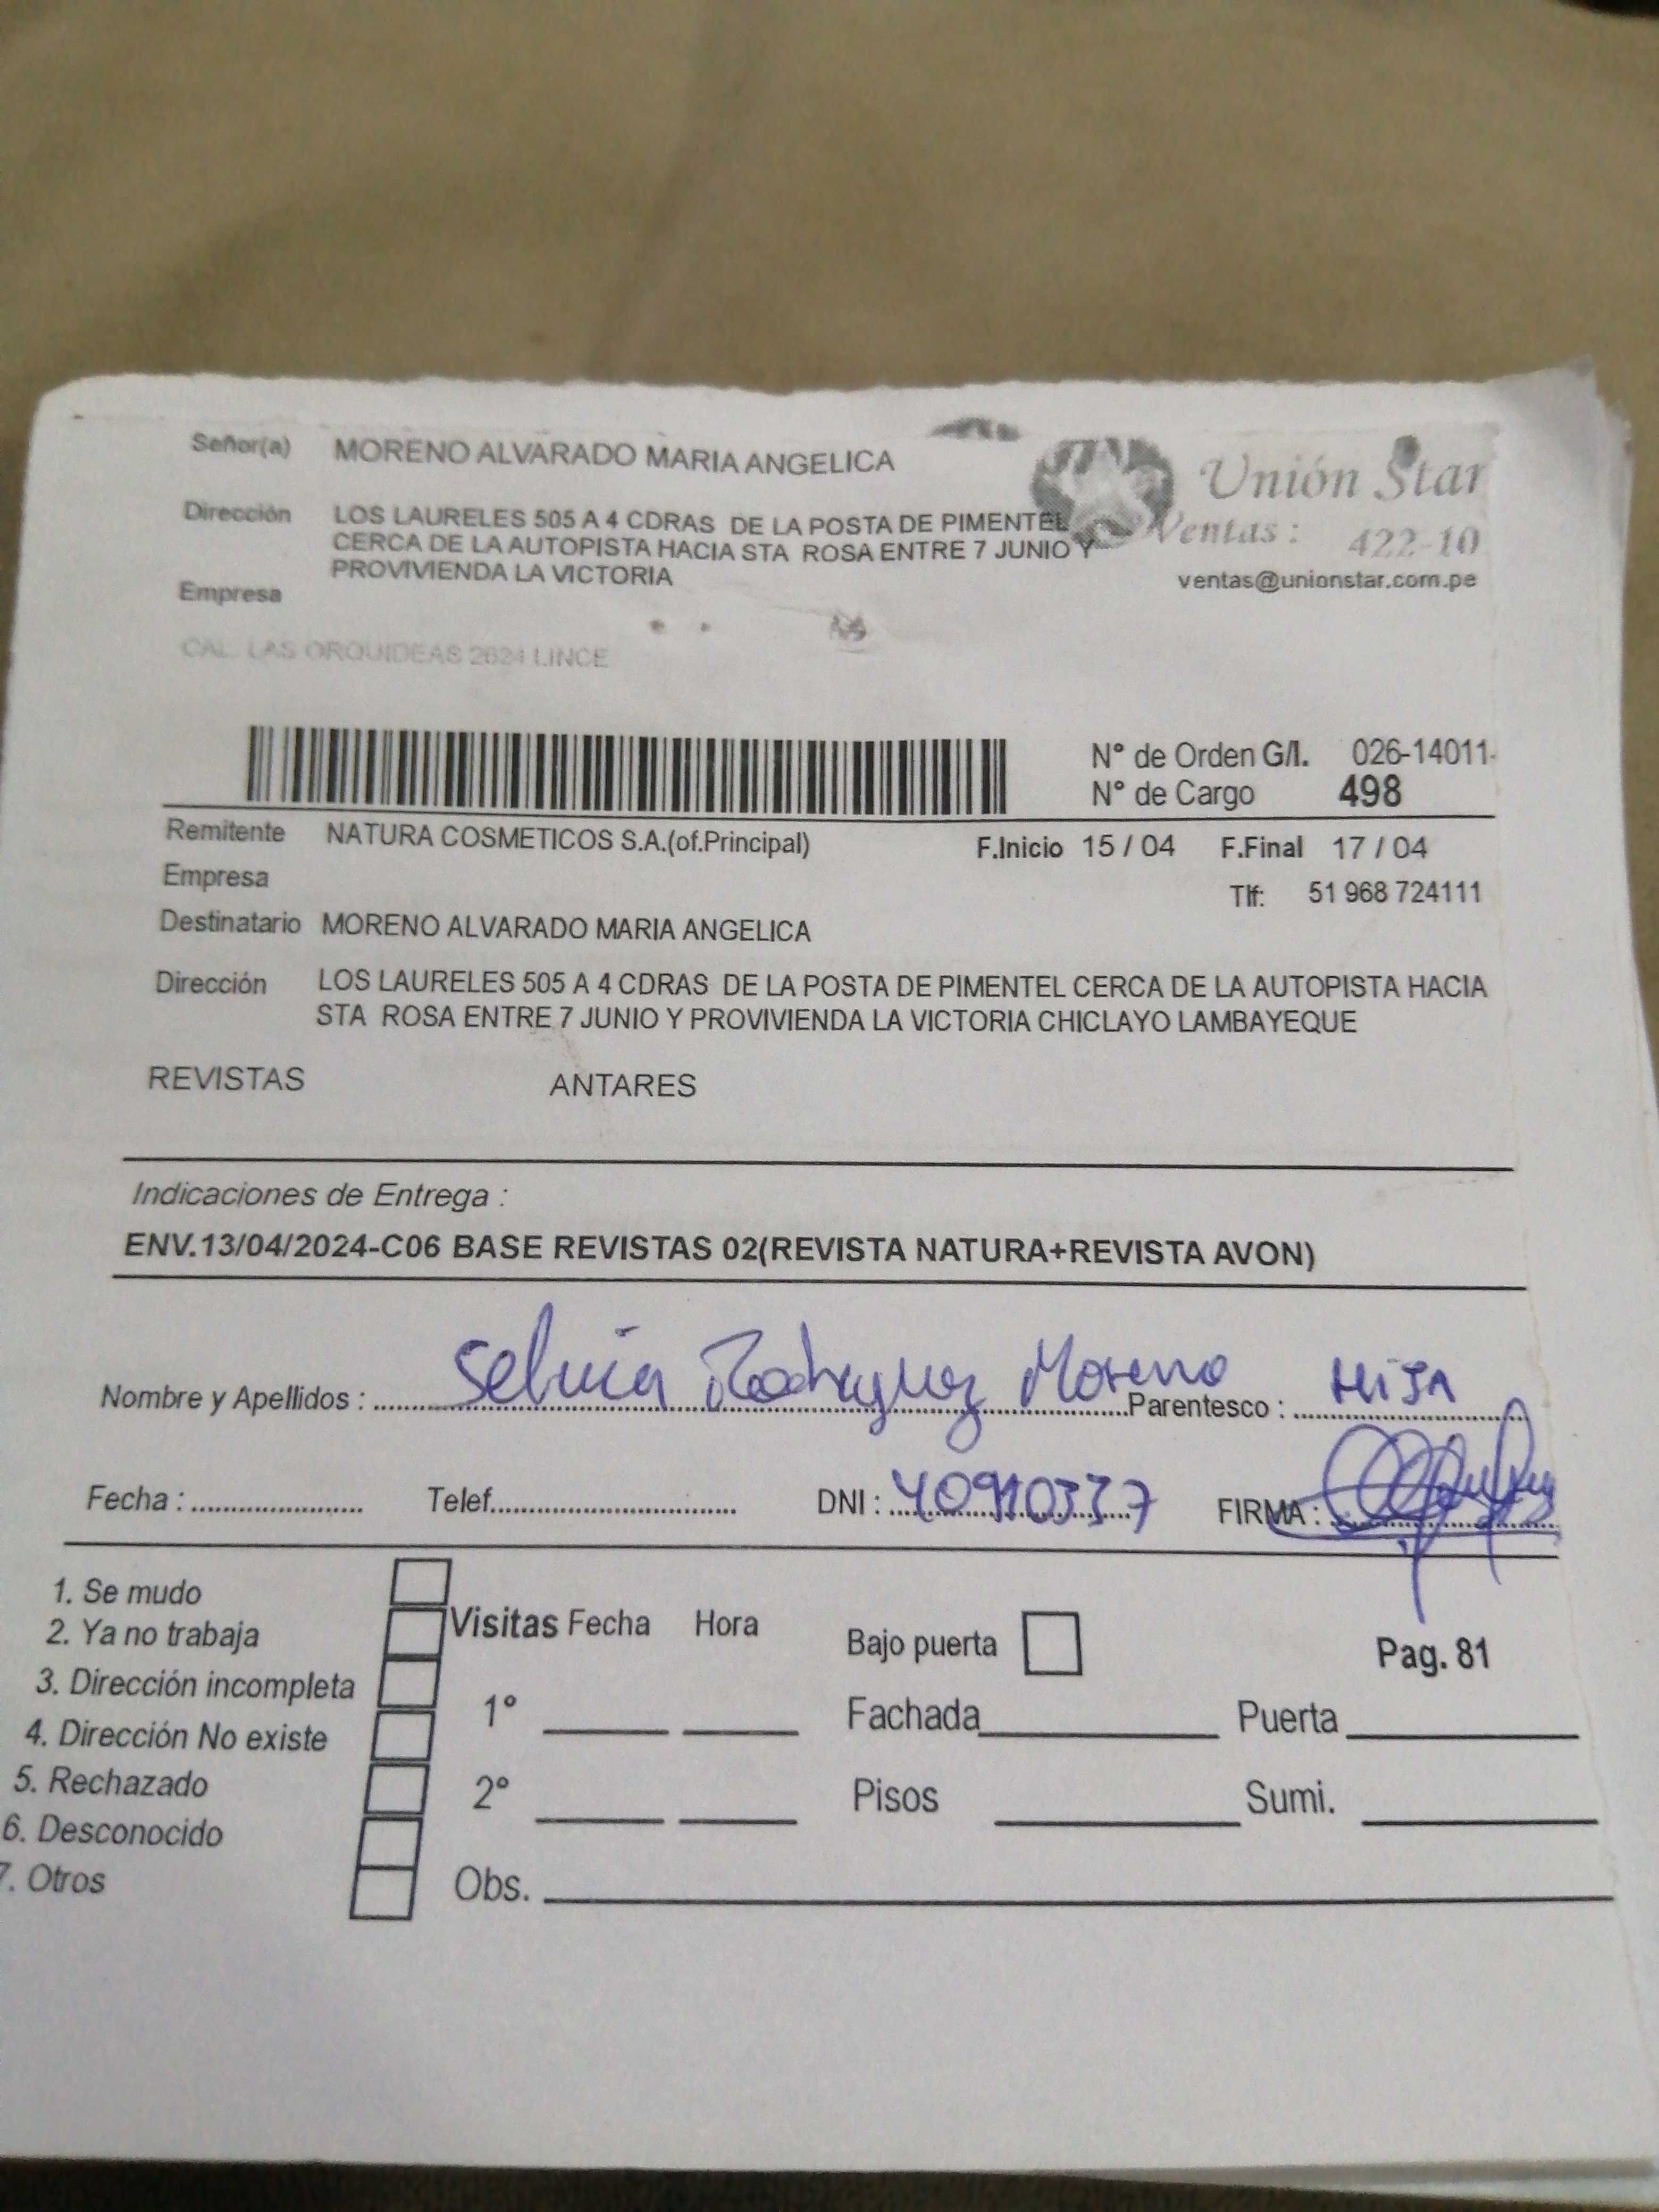 Señor(a) MORENO ALVARADO MARIA ANGELICA
Unión Star
Dirección LOS LAURELES 505 A 4 CDRAS DE LA POSTA DE PIMENTEL
CERCA DE LA AUTOPISTA HACIA STA ROSA ENTRE 7 JUNIO Y
PROVIVIENDA LA VICTORIA
Ventas : 422-10
ventas@unionstar.com.pe
Empresa
CAL. LAS ORQUIDEAS 2624 LINCE
N° de Orden G/I. 026-14011-
N° de Cargo 498
Remitente NATURA COSMETICOS S.A.(of.Principal) F.Inicio 15 / 04 F.Final 17 / 04
Empresa Tlf: 51 968 724111
Destinatario MORENO ALVARADO MARIA ANGELICA
Dirección LOS LAURELES 505 A 4 CDRAS DE LA POSTA DE PIMENTEL CERCA DE LA AUTOPISTA HACIA
STA ROSA ENTRE 7 JUNIO Y PROVIVIENDA LA VICTORIA CHICLAYO LAMBAYEQUE
REVISTAS ANTARES
Indicaciones de Entrega :
ENV.13/04/2024-C06 BASE REVISTAS 02(REVISTA NATURA+REVISTA AVON)
Nombre y Apellidos : Moreno Parentesco : HIJA
Fecha : Telef. DNI : FIRMA :
1. Se mudo
2. Ya no trabaja
3. Dirección incompleta
4. Dirección No existe
5. Rechazado
6. Desconocido
7. Otros
Visitas Fecha Hora
1°
2°
Obs.
Bajo puerta Pag. 81
Fachada Puerta
Pisos Sumi.